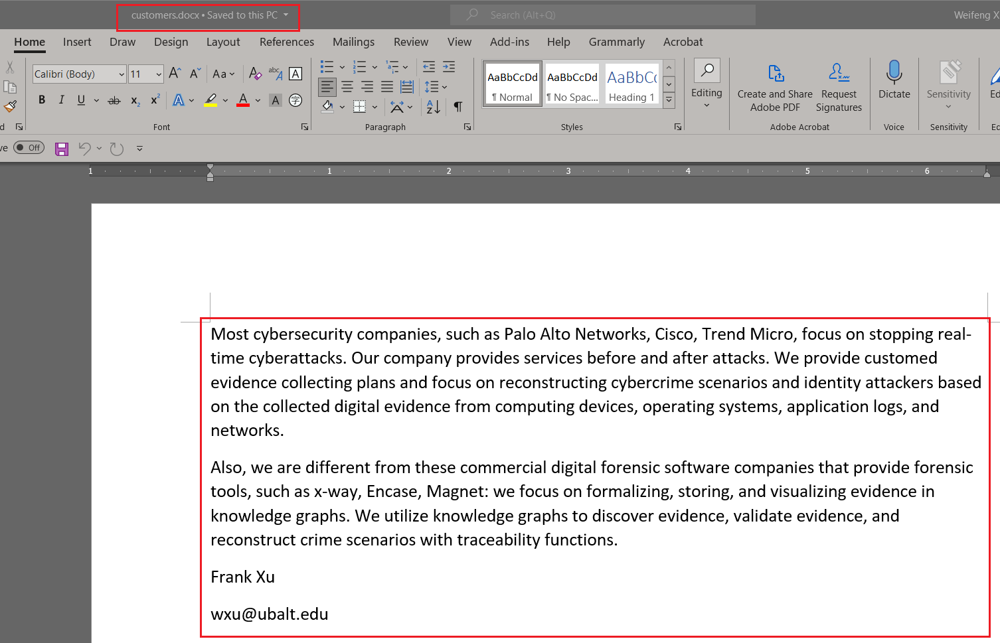 customers.docx • Saved to this PC
Search (Alt+Q)
Weifeng X
Home Insert Draw Design Layout References Mailings Review View Add-ins Help Grammarly Acrobat
Calibri (Body) 11 Aa
AaBbCcDd AaBbCcDd AaBbCc
¶ Normal ¶ No Spac... Heading 1
Editing
Create and Share Adobe PDF
Request Signatures
Dictate
Sensitivity
Ed
d Font Paragraph Styles Adobe Acrobat Voice Sensitivity Ec
ve Off
1 1 2 3 4 5 6
Most cybersecurity companies, such as Palo Alto Networks, Cisco, Trend Micro, focus on stopping real-
time cyberattacks. Our company provides services before and after attacks. We provide customed
evidence collecting plans and focus on reconstructing cybercrime scenarios and identity attackers based
on the collected digital evidence from computing devices, operating systems, application logs, and
networks.
Also, we are different from these commercial digital forensic software companies that provide forensic
tools, such as x-way, Encase, Magnet: we focus on formalizing, storing, and visualizing evidence in
knowledge graphs. We utilize knowledge graphs to discover evidence, validate evidence, and
reconstruct crime scenarios with traceability functions.
Frank Xu
wxu@ubalt.edu